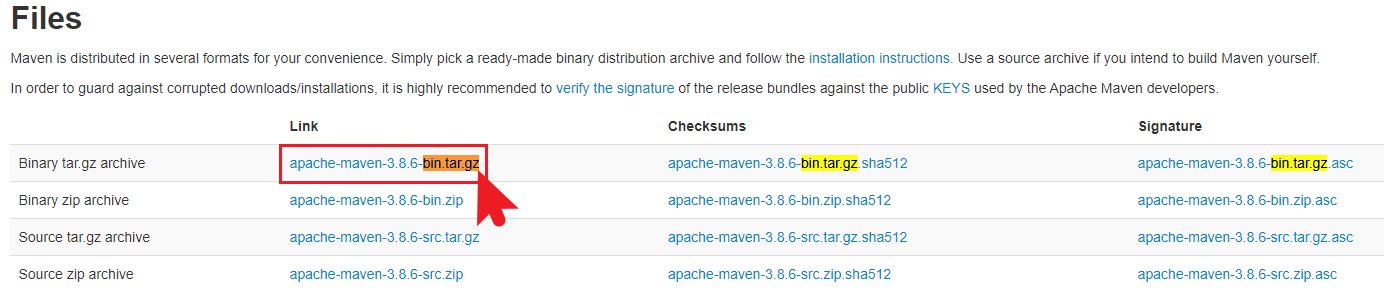 Files
Maven is distributed in several formats for your convenience. Simply pick a ready-made binary distribution archive and follow the installation instructions. Use a source archive if you intend to build Maven yourself.
In order to guard against corrupted downloads/installations, it is highly recommended to verify the signature of the release bundles against the public KEYS used by the Apache Maven developers.
Link Checksums Signature
Binary tar.gz archive apache-maven-3.8.6-bin.tar.gz apache-maven-3.8.6-bin.tar.gz.sha512 apache-maven-3.8.6-bin.tar.gz.asc
Binary zip archive apache-maven-3.8.6-bin.zip apache-maven-3.8.6-bin.zip.sha512 apache-maven-3.8.6-bin.zip.asc
Source tar.gz archive apache-maven-3.8.6-src.tar.gz apache-maven-3.8.6-src.tar.gz.sha512 apache-maven-3.8.6-src.tar.gz.asc
Source zip archive apache-maven-3.8.6-src.zip apache-maven-3.8.6-src.zip.sha512 apache-maven-3.8.6-src.zip.asc